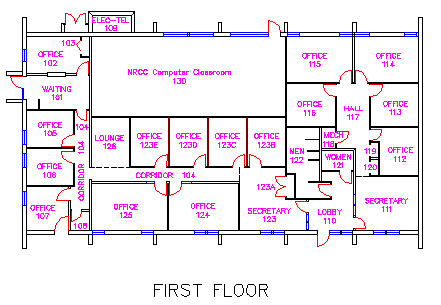 ELEC-TEL
109
103
OFFICE
102
NRCC Computer Classroom
130
OFFICE
115
OFFICE
114
WAITING
101
OFFICE
116
HALL
117
OFFICE
113
104
OFFICE
105
LOUNGE
126
OFFICE
123E
OFFICE
123D
OFFICE
123C
OFFICE
123B
MEN
122
MECH
118
119
OFFICE
112
WOMEN
121
120
OFFICE
106
CORRIDOR 104
CORRIDOR 104
123A
OFFICE
107
108
OFFICE
125
OFFICE
124
SECRETARY
123
LOBBY
110
SECRETARY
111
FIRST FLOOR